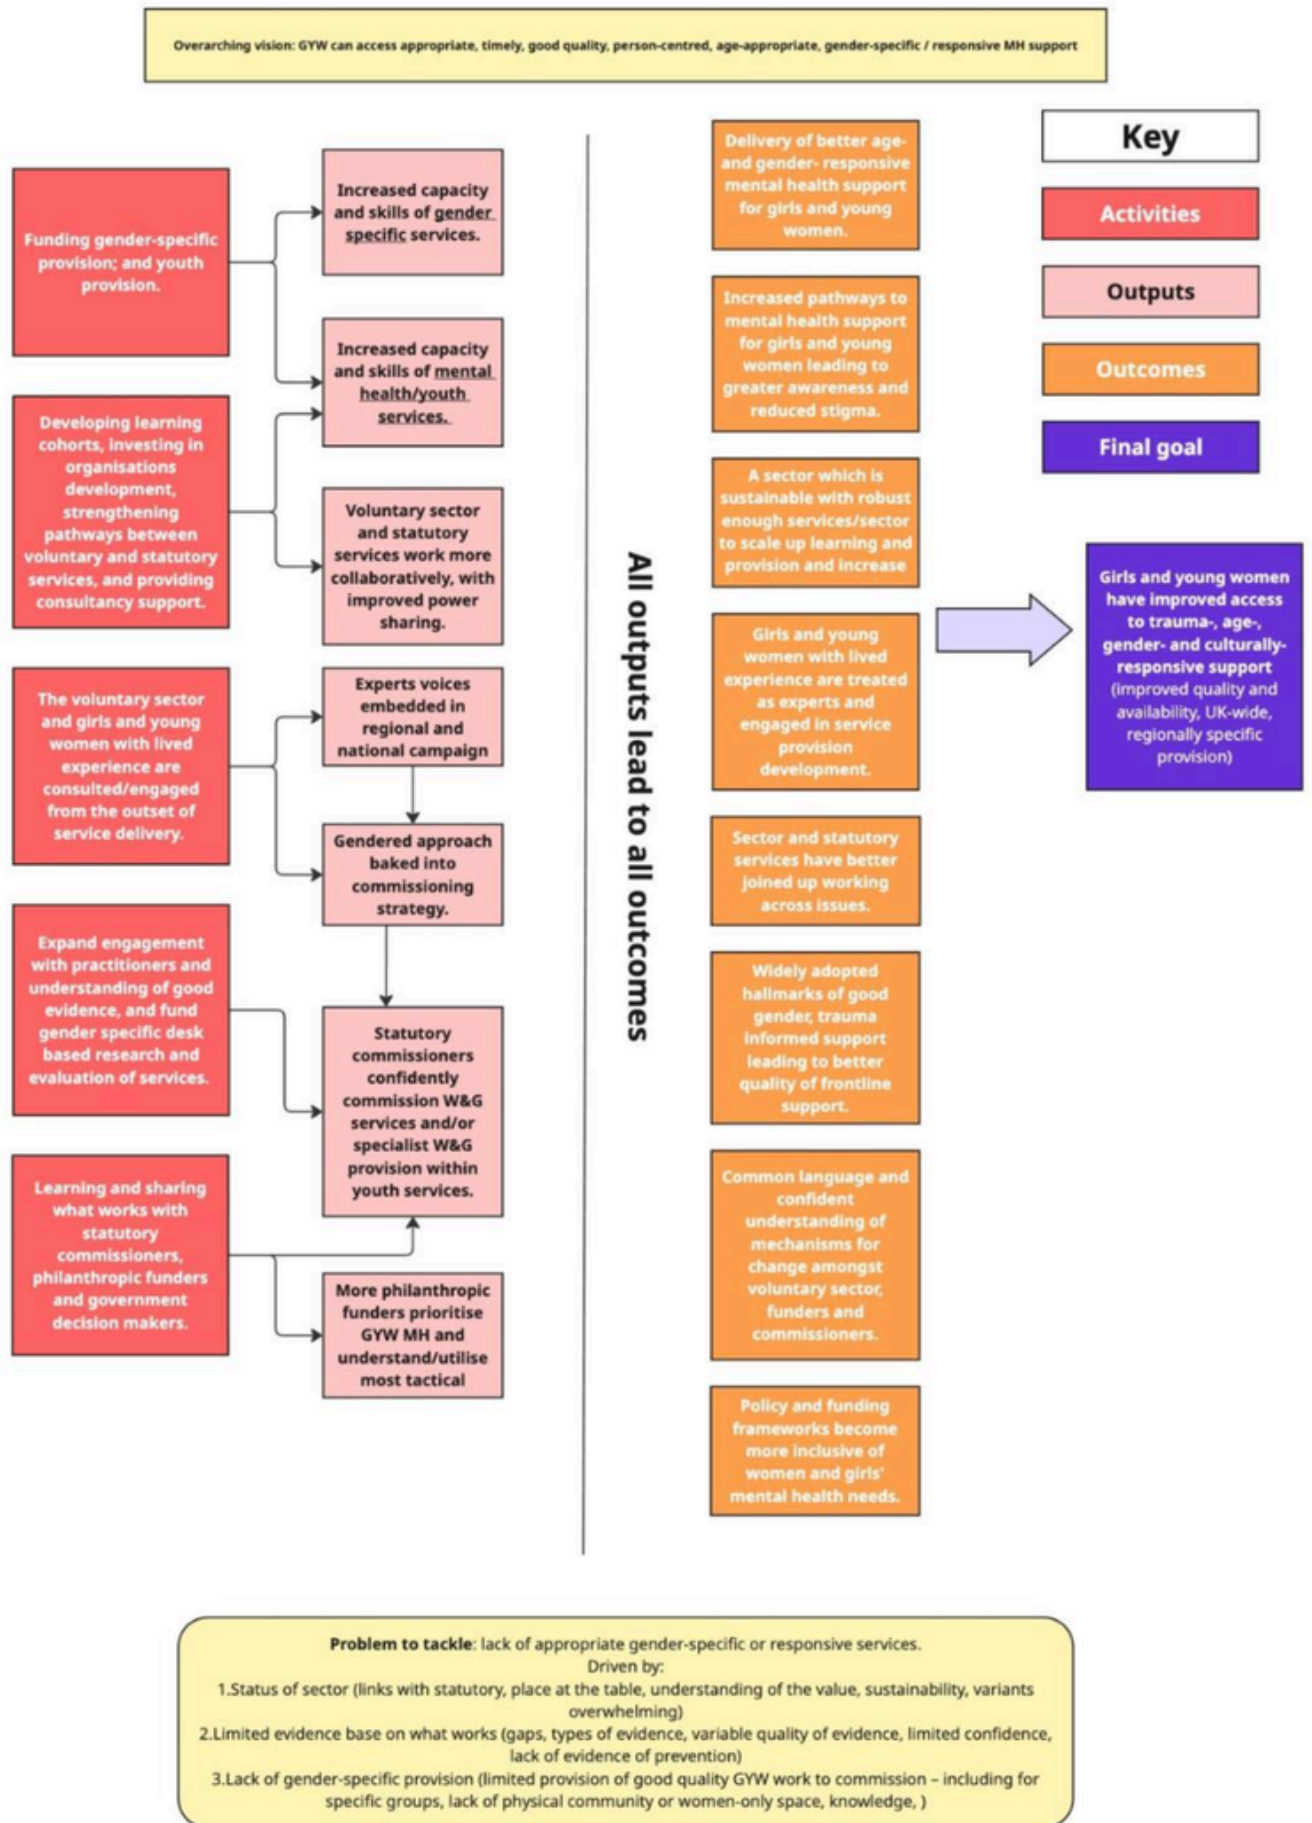 Overarching vision: GYW can access appropriate, timely, good quality, person-centred, age-appropriate, gender-specific / responsive MH support
Funding gender-specific
provision; and youth
provision.
Developing learning
cohorts, investing in
organisations
development,
strengthening
pathways between
voluntary and statutory
services, and providing
consultancy support.
The voluntary sector
and girls and young
women with lived
experience are
consulted/engaged
from the outset of
service delivery.
Expand engagement
with practitioners and
understanding of good
evidence, and fund
gender specific desk
based research and
evaluation of services.
Learning and sharing
what works with
statutory
commissioners,
philanthropic funders
and government
decision makers.
Increased capacity
and skills of gender
specific services.
Increased capacity
and skills of mental
health/youth
services.
Voluntary sector
and statutory
services work more
collaboratively, with
improved power
sharing.
Experts voices
embedded in
regional and
national campaign
Gendered approach
baked into
commissioning
strategy.
Statutory
commissioners
confidently
commission W&G
services and/or
specialist W&G
provision within
youth services.
More philanthropic
funders prioritise
GYW MH and
understand/utilise
most tactical
All outputs lead to all outcomes
Delivery of better age-
and gender- responsive
mental health support
for girls and young
women.
Increased pathways to
mental health support
for girls and young
women leading to
greater awareness and
reduced stigma.
A sector which is
sustainable with robust
enough services/sector
to scale up learning and
provision and increase
Girls and young
women with lived
experience are treated
as experts and
engaged in service
provision
development.
Sector and statutory
services have better
joined up working
across issues.
Widely adopted
hallmarks of good
gender, trauma
informed support
leading to better
quality of frontline
support.
Common language and
confident
understanding of
mechanisms for
change amongst
voluntary sector,
funders and
commissioners.
Policy and funding
frameworks become
more inclusive of
women and girls'
mental health needs.
Key
Activities
Outputs
Outcomes
Final goal
Girls and young women
have improved access
to trauma-, age-,
gender- and culturally-
responsive support
(improved quality and
availability, UK-wide,
regionally specific
provision)
Problem to tackle: lack of appropriate gender-specific or responsive services.
Driven by:
1.Status of sector (links with statutory, place at the table, understanding of the value, sustainability, variants
overwhelming)
2.Limited evidence base on what works (gaps, types of evidence, variable quality of evidence, limited confidence,
lack of evidence of prevention)
3.Lack of gender-specific provision (limited provision of good quality GYW work to commission – including for
specific groups, lack of physical community or women-only space, knowledge, )